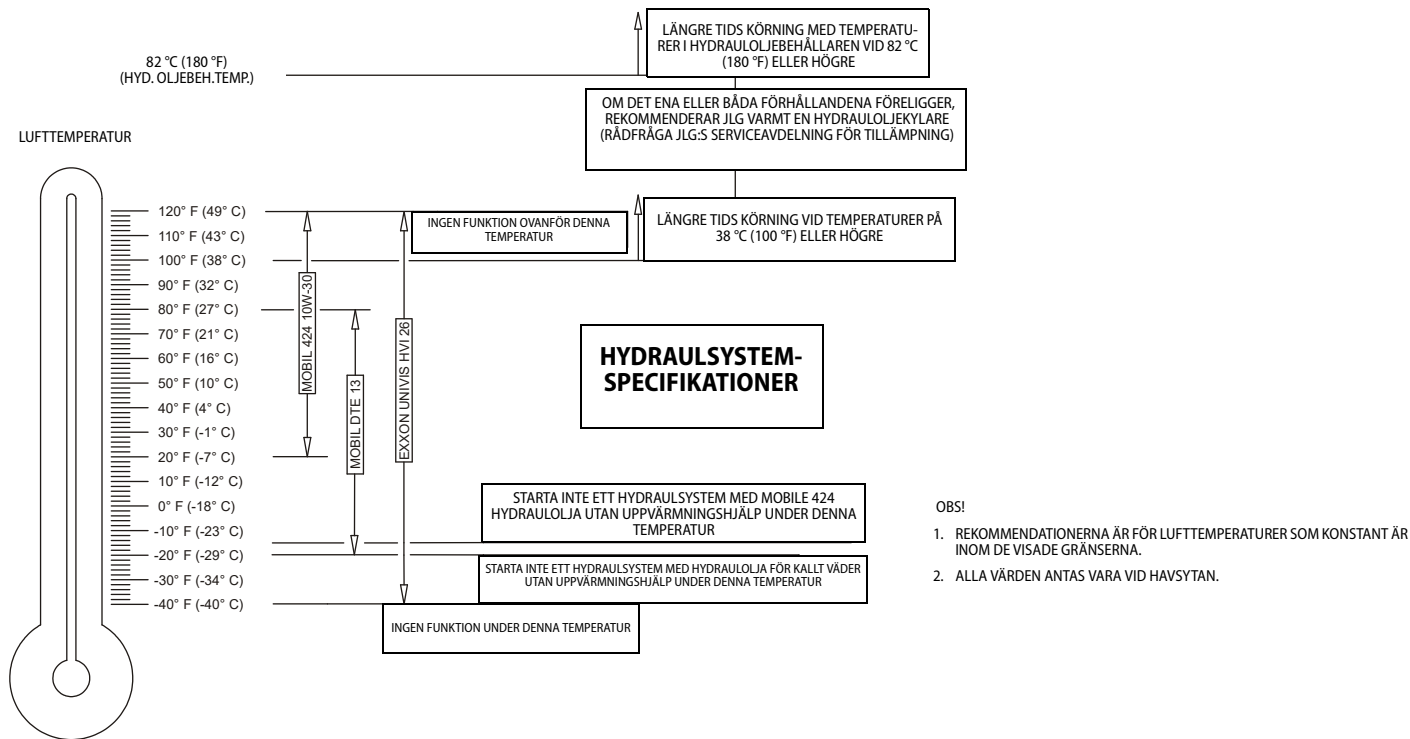 LÄNGRE TIDS KÖRNING MED TEMPERATU-
RER I HYDRAULOLJEBEHÅLLAREN VID 82 °C
(180 °F) ELLER HÖGRE
82 °C (180 °F)
(HYD. OLJEBEH.TEMP.)
OM DET ENA ELLER BÅDA FÖRHÅLLANDENA FÖRELIGGER,
REKOMMENDERAR JLG VARMT EN HYDRAULOLJEKYLARE
(RÅDFRÅGA JLG:S SERVICEAVDELNING FÖR TILLÄMPNING)
LUFTTEMPERATUR
120° F (49° C)
110° F (43° C)
100° F (38° C)
90° F (32° C)
80° F (27° C)
70° F (21° C)
60° F (16° C)
50° F (10° C)
40° F (4° C)
30° F (-1° C)
20° F (-7° C)
10° F (-12° C)
0° F (-18° C)
-10° F (-23° C)
-20° F (-29° C)
-30° F (-34° C)
-40° F (-40° C)
MOBIL 424 10W-30
MOBIL DTE 13
EXXON UNIVIS HVI 26
INGEN FUNKTION OVANFÖR DENNA
TEMPERATUR
LÄNGRE TIDS KÖRNING VID TEMPERATURER PÅ
38 °C (100 °F) ELLER HÖGRE
HYDRAULSYSTEM-
SPECIFIKATIONER
STARTA INTE ETT HYDRAULSYSTEM MED MOBILE 424
HYDRAULOLJA UTAN UPPVÄRMNINGSHJÄLP UNDER DENNA
TEMPERATUR
STARTA INTE ETT HYDRAULSYSTEM MED HYDRAULOLJA FÖR KALLT VÄDER
UTAN UPPVÄRMNINGSHJÄLP UNDER DENNA TEMPERATUR
INGEN FUNKTION UNDER DENNA TEMPERATUR
OBS!
1. REKOMMENDATIONERNA ÄR FÖR LUFTTEMPERATURER SOM KONSTANT ÄR
INOM DE VISADE GRÄNSERNA.
2. ALLA VÄRDEN ANTAS VARA VID HAVSYTAN.